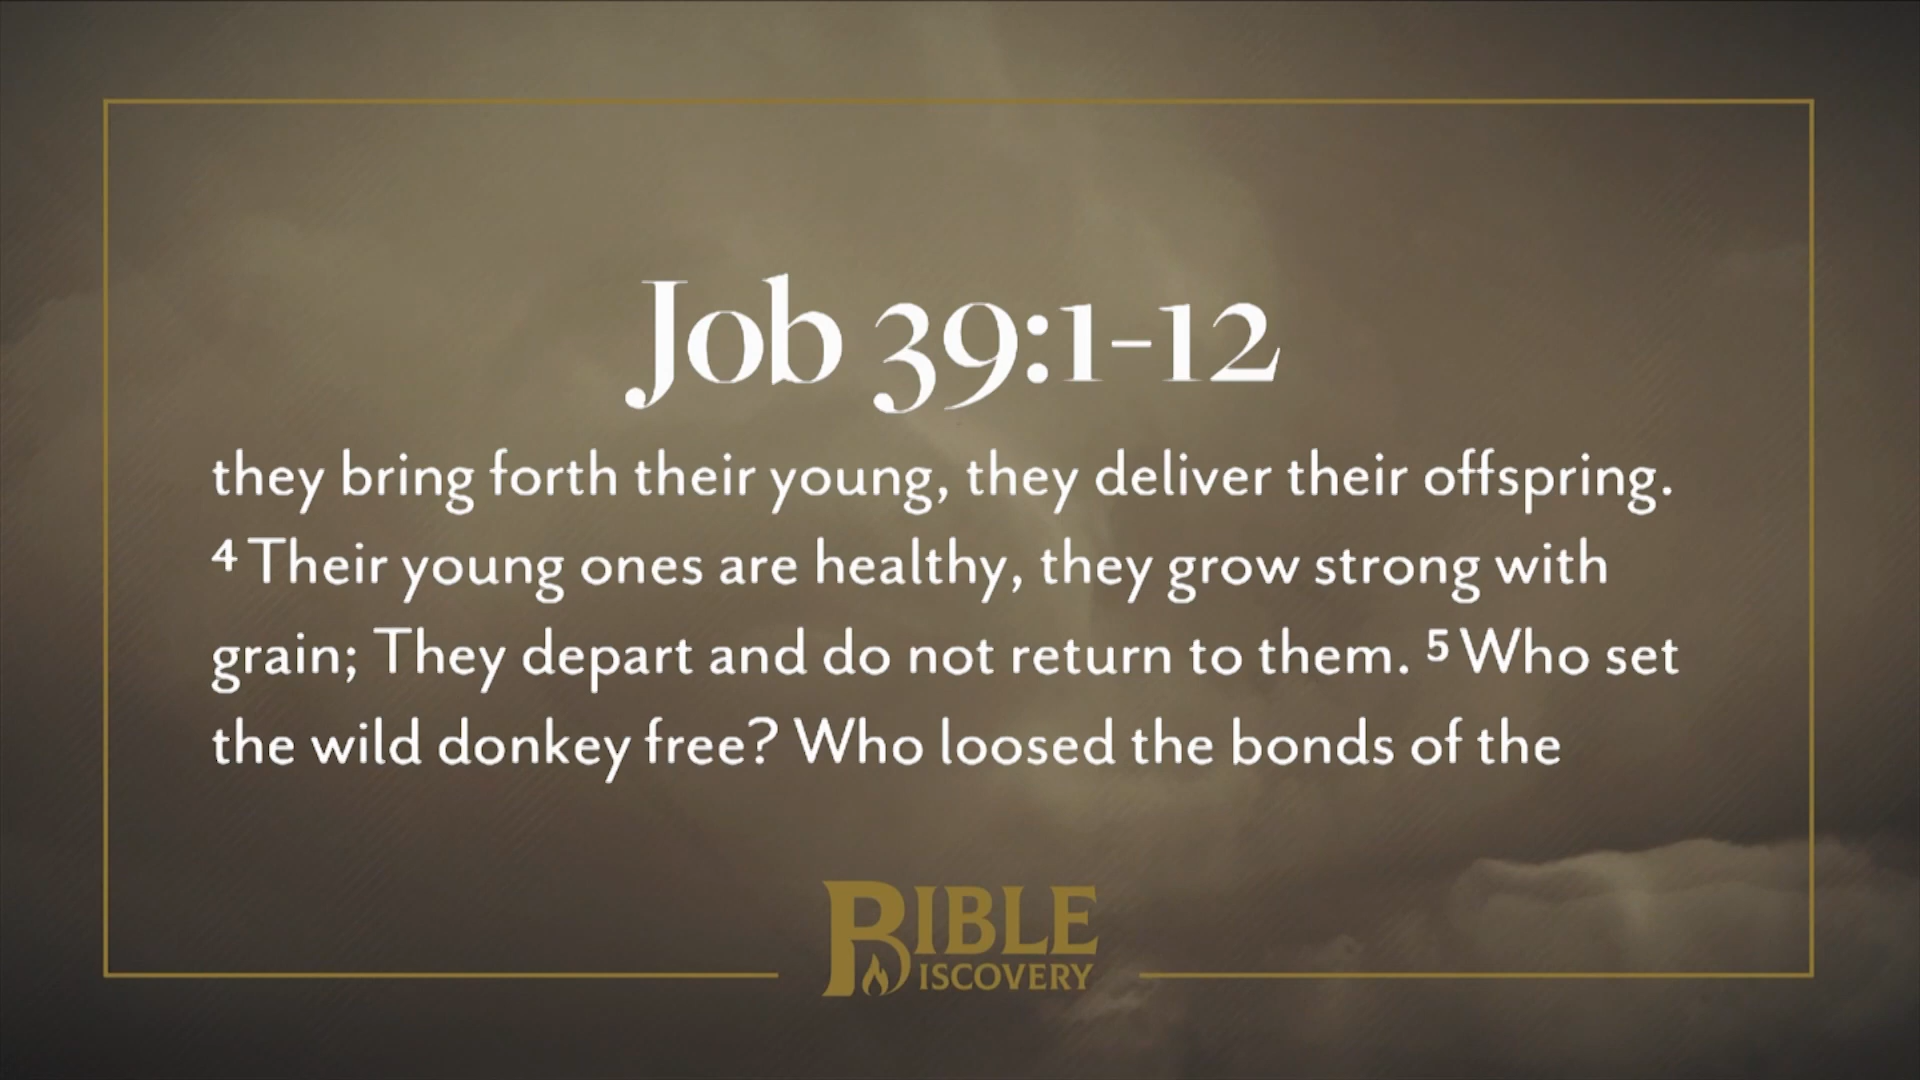 Job 39:1-12
they bring forth their young, they deliver their offspring.
4 Their young ones are healthy, they grow strong with
grain; They depart and do not return to them. 5 Who set
the wild donkey free? Who loosed the bonds of the
BIBLE
DISCOVERY